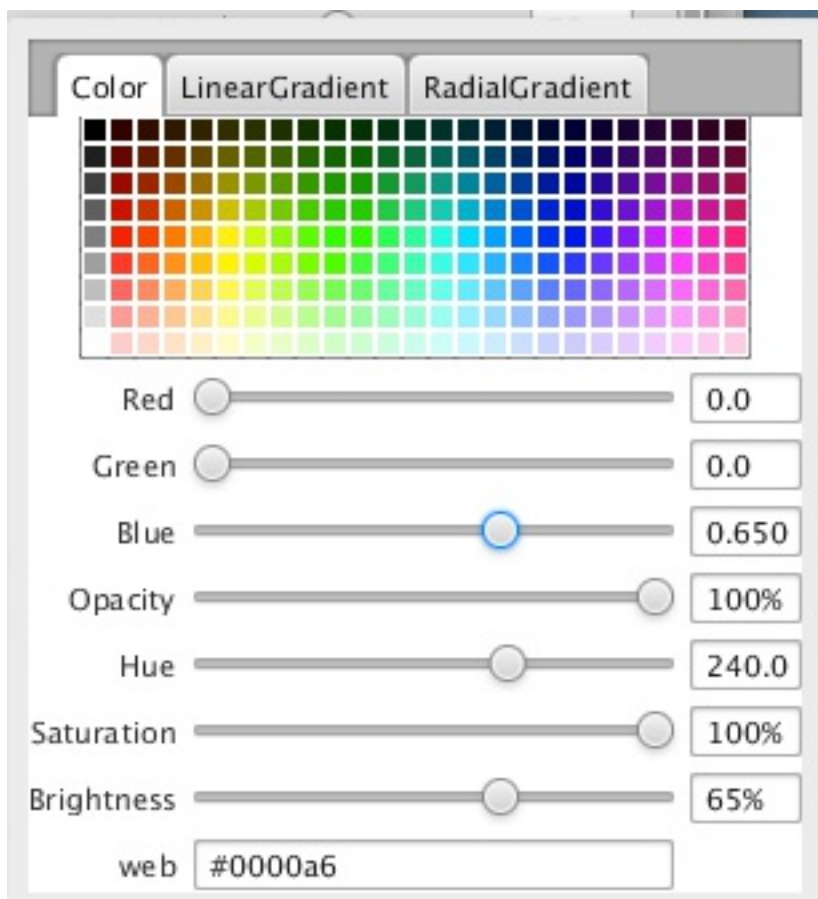 Color LinearGradient RadialGradient
Red 0.0
Green 0.0
Blue 0.650
Opacity 100%
Hue 240.0
Saturation 100%
Brightness 65%
web #0000a6